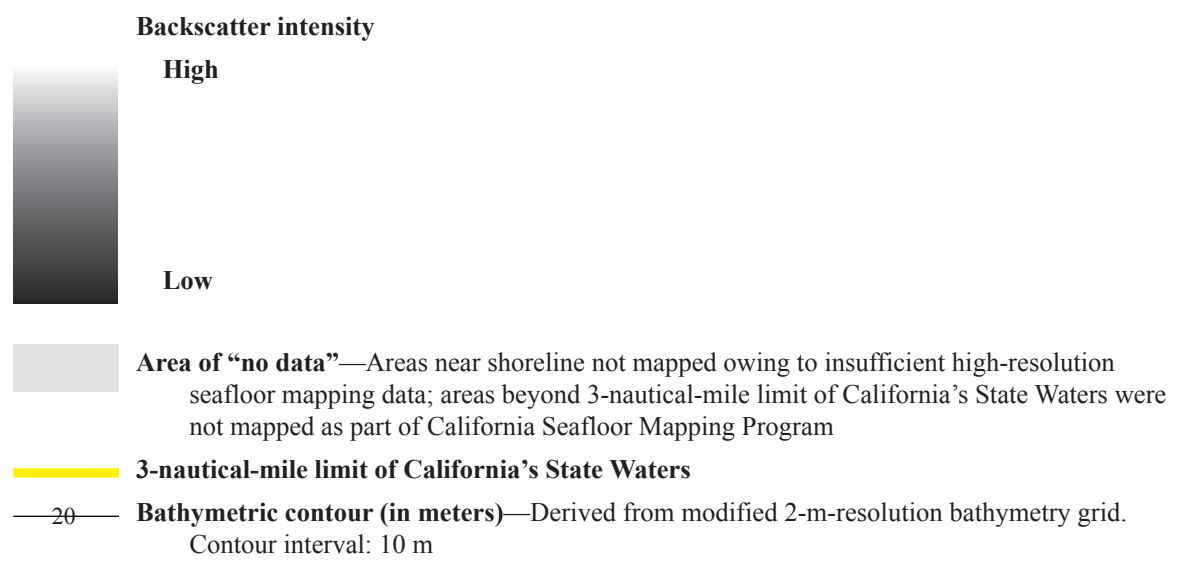 Backscatter intensity
High
Low
Area of “no data”—Areas near shoreline not mapped owing to insufficient high-resolution
seafloor mapping data; areas beyond 3-nautical-mile limit of California’s State Waters were
not mapped as part of California Seafloor Mapping Program
3-nautical-mile limit of California’s State Waters
20 Bathymetric contour (in meters)—Derived from modified 2-m-resolution bathymetry grid.
Contour interval: 10 m